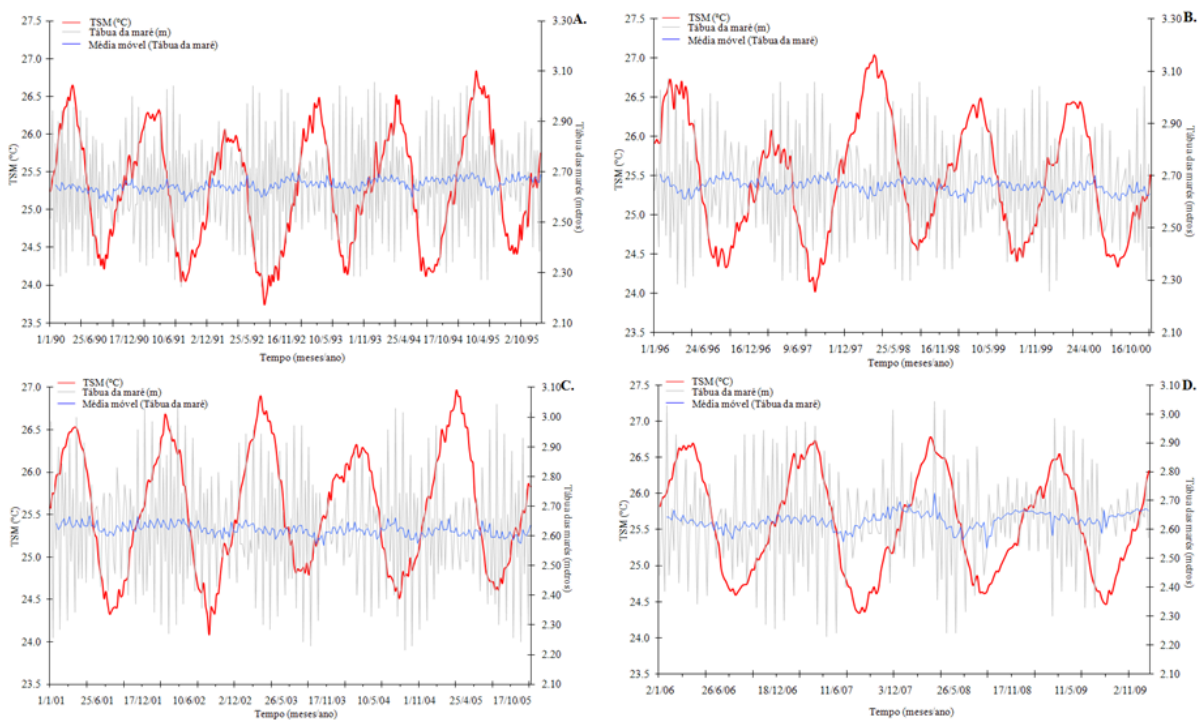 A.
TSM (ºC)
Tábua da maré (m)
Média móvel (Tábua da maré)
27.5
27.0
26.5
26.0
25.5
25.0
24.5
24.0
23.5
TSM (ºC)
3.30
3.10
2.90
2.70
2.50
2.30
2.10
Tábua das marés (metros)
1/1/90 25/6/90 17/12/90 10/6/91 2/12/91 25/5/92 16/11/92 10/5/93 1/11/93 25/4/94 17/10/94 10/4/95 2/10/95
Tempo (meses/ano)
B.
TSM (ºC)
Tábua da maré (m)
Média móvel (Tábua da maré)
27.5
27.0
26.5
26.0
25.5
25.0
24.5
24.0
23.5
TSM (ºC)
3.30
3.10
2.90
2.70
2.50
2.30
2.10
Tábua das marés (metros)
1/1/96 24/6/96 16/12/96 9/6/97 1/12/97 25/5/98 16/11/98 10/5/99 1/11/99 24/4/00 16/10/00
Tempo (meses/ano)
C.
TSM (ºC)
Tábua da maré (m)
Média móvel (Tábua da maré)
27.0
26.5
26.0
25.5
25.0
24.5
24.0
23.5
TSM (ºC)
3.10
3.00
2.90
2.80
2.70
2.60
2.50
2.40
2.30
2.20
2.10
Tábua das marés (metros)
1/1/01 25/6/01 17/12/01 10/6/02 2/12/02 26/5/03 17/11/03 10/5/04 1/11/04 25/4/05 17/10/05
Tempo (meses/ano)
D.
TSM (ºC)
Tábua da maré (m)
Média móvel (Tábua da maré)
27.5
27.0
26.5
26.0
25.5
25.0
24.5
24.0
23.5
TSM (ºC)
3.10
3.00
2.90
2.80
2.70
2.60
2.50
2.40
2.30
2.20
2.10
Tábua das marés (metros)
2/1/06 26/6/06 18/12/06 11/6/07 3/12/07 26/5/08 17/11/08 11/5/09 2/11/09
Tempo (meses/ano)